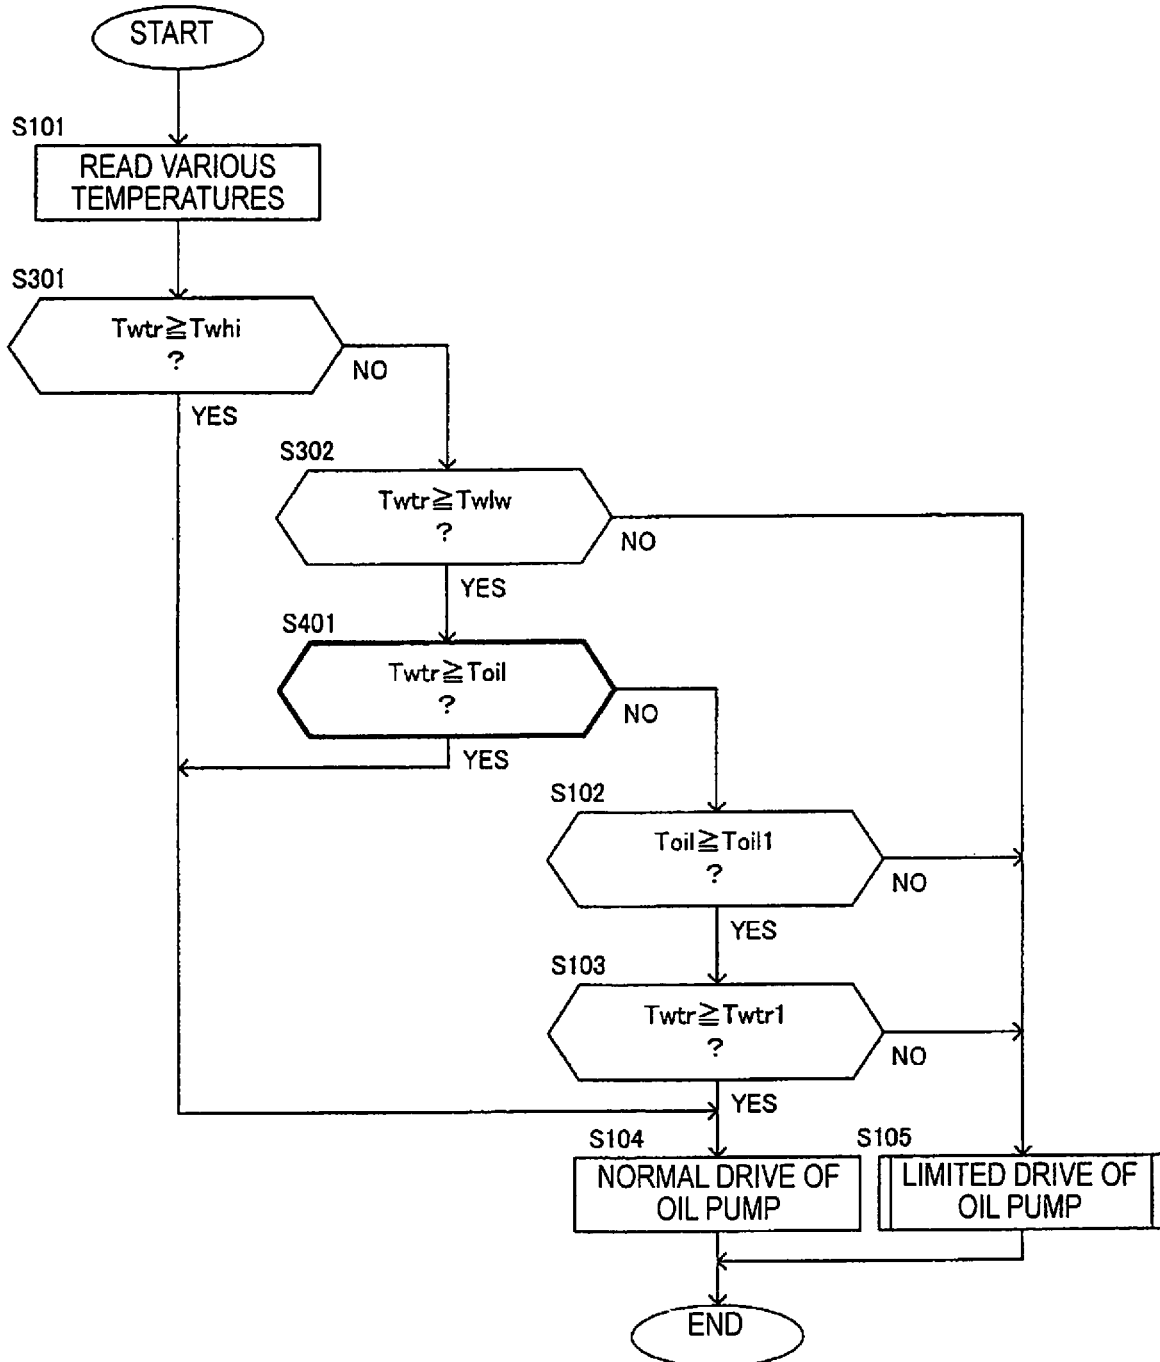 START
S101
READ VARIOUS
TEMPERATURES
S301
Twtr≧Twhi
?
NO
YES
S302
Twtr≧Twlw
?
NO
YES
S401
Twtr≧Toil
?
NO
YES
S102
Toil≧Toil1
?
NO
YES
S103
Twtr≧Twtr1
?
NO
YES
S104
NORMAL DRIVE OF
OIL PUMP
S105
LIMITED DRIVE OF
OIL PUMP
END